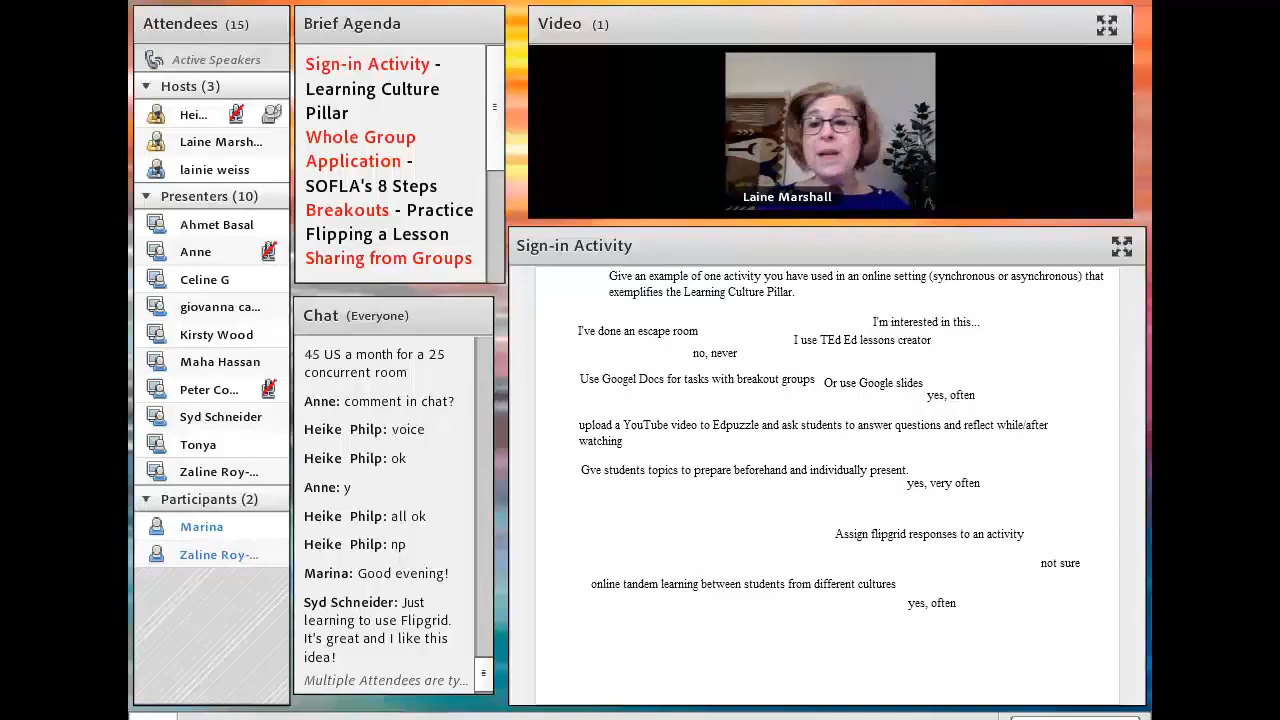 Attendees (15)
Active Speakers
Hosts (3)
Hei...
Laine Marsh...
lainie weiss
Presenters (10)
Ahmet Basal
Anne
Celine G
giovanna ca...
Kirsty Wood
Maha Hassan
Peter Co...
Syd Schneider
Tonya
Zaline Roy-...
Participants (2)
Marina
Zaline Roy-...
Brief Agenda
Sign-in Activity -
Learning Culture
Pillar
Whole Group
Application -
SOFLA's 8 Steps
Breakouts - Practice
Flipping a Lesson
Sharing from Groups
Chat (Everyone)
45 US a month for a 25
concurrent room
Anne: comment in chat?
Heike Philp: voice
Heike Philp: ok
Anne: y
Heike Philp: all ok
Heike Philp: np
Marina: Good evening!
Syd Schneider: Just
learning to use Flipgrid.
It's great and I like this
idea!
Multiple Attendees are ty...
Video (1)
Laine Marshall
Sign-in Activity
Give an example of one activity you have used in an online setting (synchronous or asynchronous) that
exemplifies the Learning Culture Pillar.
I'm interested in this...
I've done an escape room
I use TEd Ed lessons creator
no, never
Use Googel Docs for tasks with breakout groups
Or use Google slides
yes, often
upload a YouTube video to Edpuzzle and ask students to answer questions and reflect while/after
watching
Gve students topics to prepare beforehand and individually present.
yes, very often
Assign flipgrid responses to an activity
not sure
online tandem learning between students from different cultures
yes, often